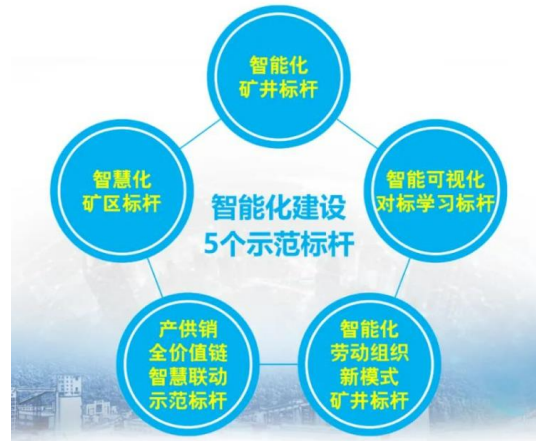 智能化
矿井标杆
智慧化
矿区标杆
智能可视化
对标学习标杆
智能化建设
5个示范标杆
产供销
全价值链
智慧联动
示范标杆
智能化
劳动组织
新模式
矿井标杆